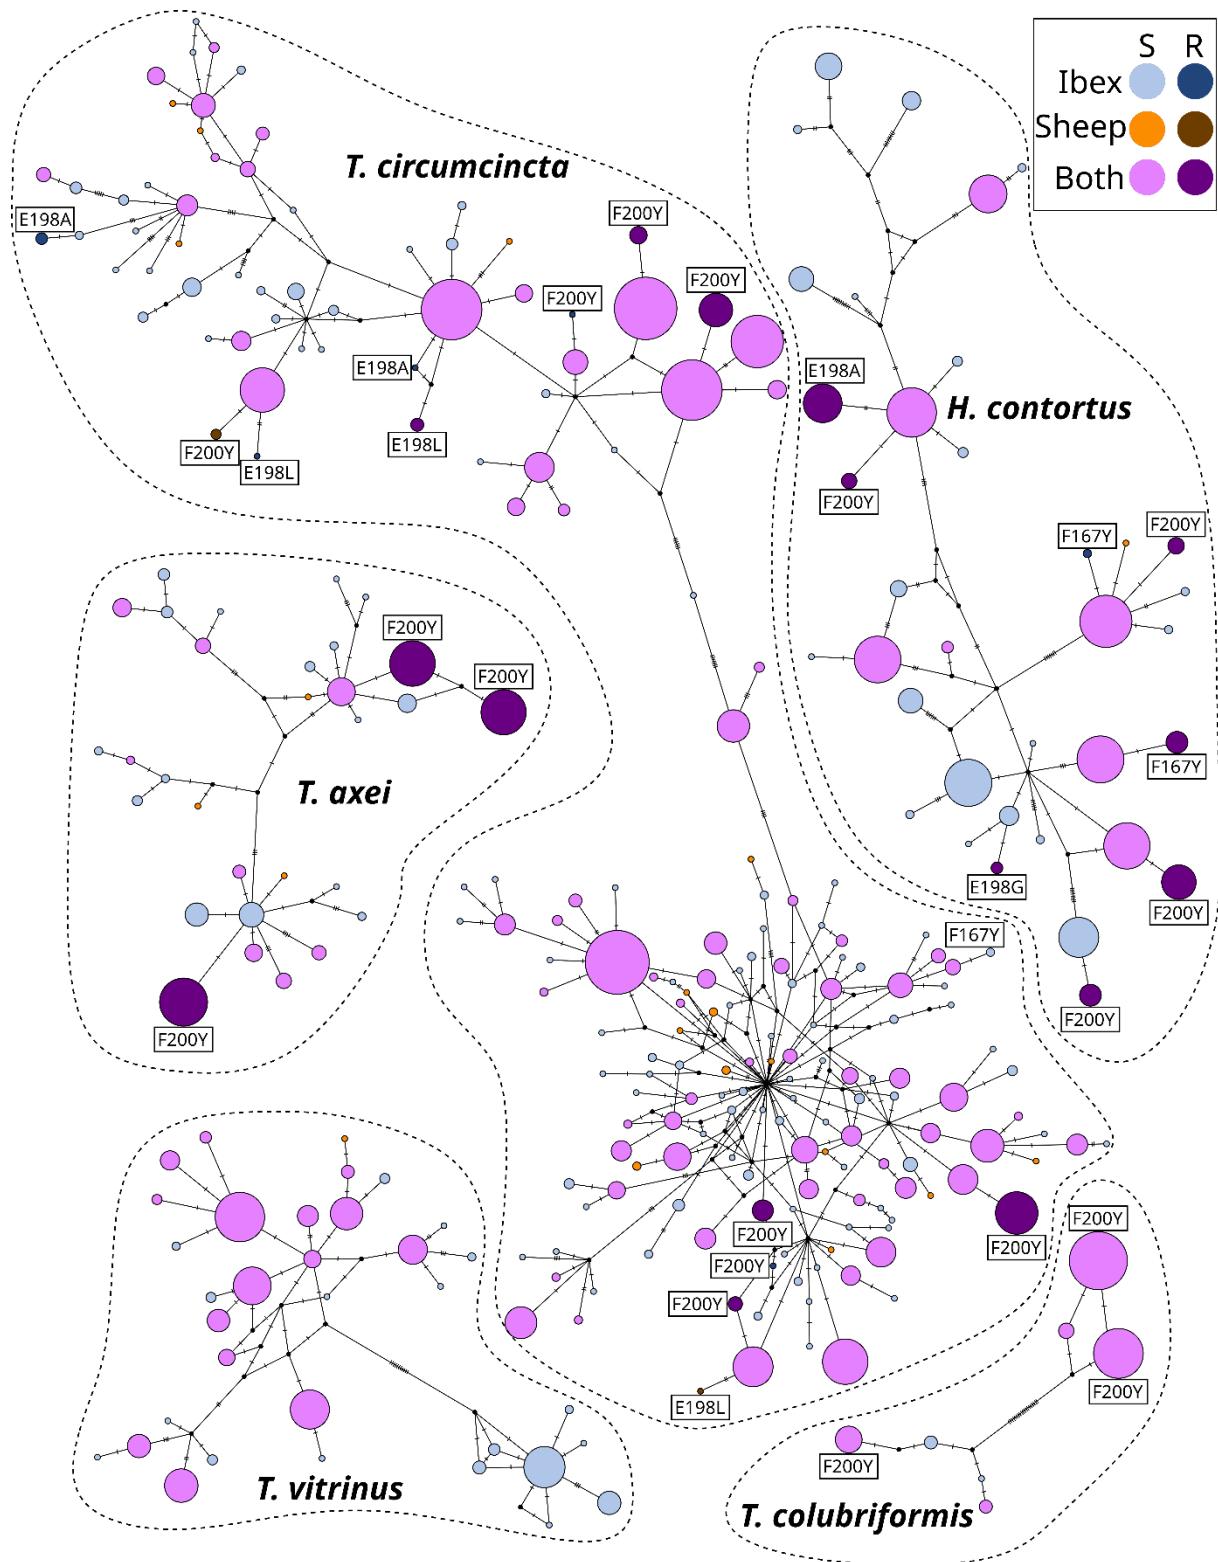 S R
Ibex
Sheep
Both
T. circumcincta
E198A
F200Y
F200Y
F200Y
E198A
E198L
F200Y
E198L
H. contortus
E198A
F200Y
F167Y
F200Y
F167Y
E198G
F200Y
F200Y
T. axei
F200Y
F200Y
F200Y
F167Y
F200Y
F200Y
F200Y
F200Y
E198L
T. vitrinus
F200Y
F200Y
F200Y
T. colubriformis